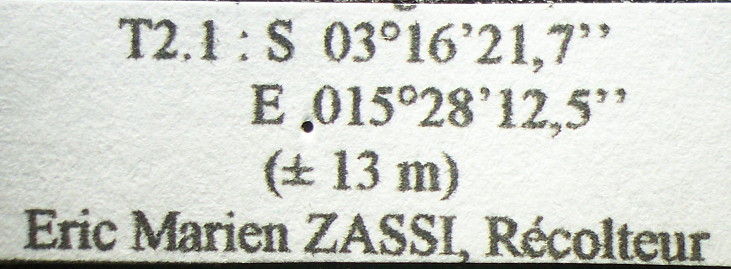 T2.1 : S 03°16’21,7’’
E 015°28’12,5’’
(± 13 m)
Eric Marien ZASSI, Récolteur